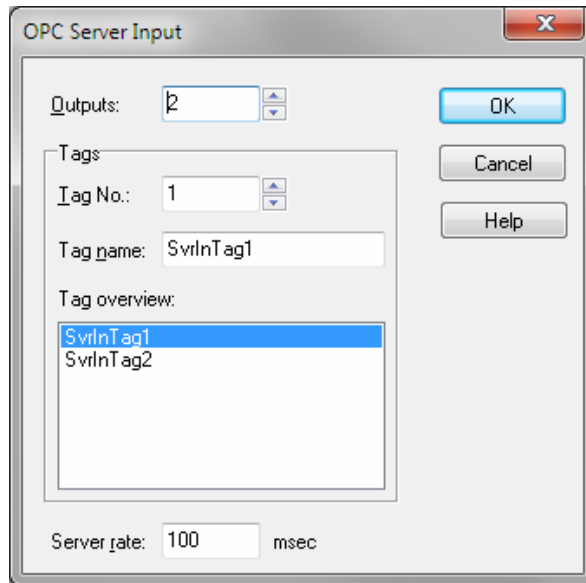 OPC Server Input
Outputs: 2
OK
Tags
Cancel
Tag No.: 1
Help
Tag name: SvrInTag1
Tag overview:
SvrInTag1
SvrInTag2
Server rate: 100 msec